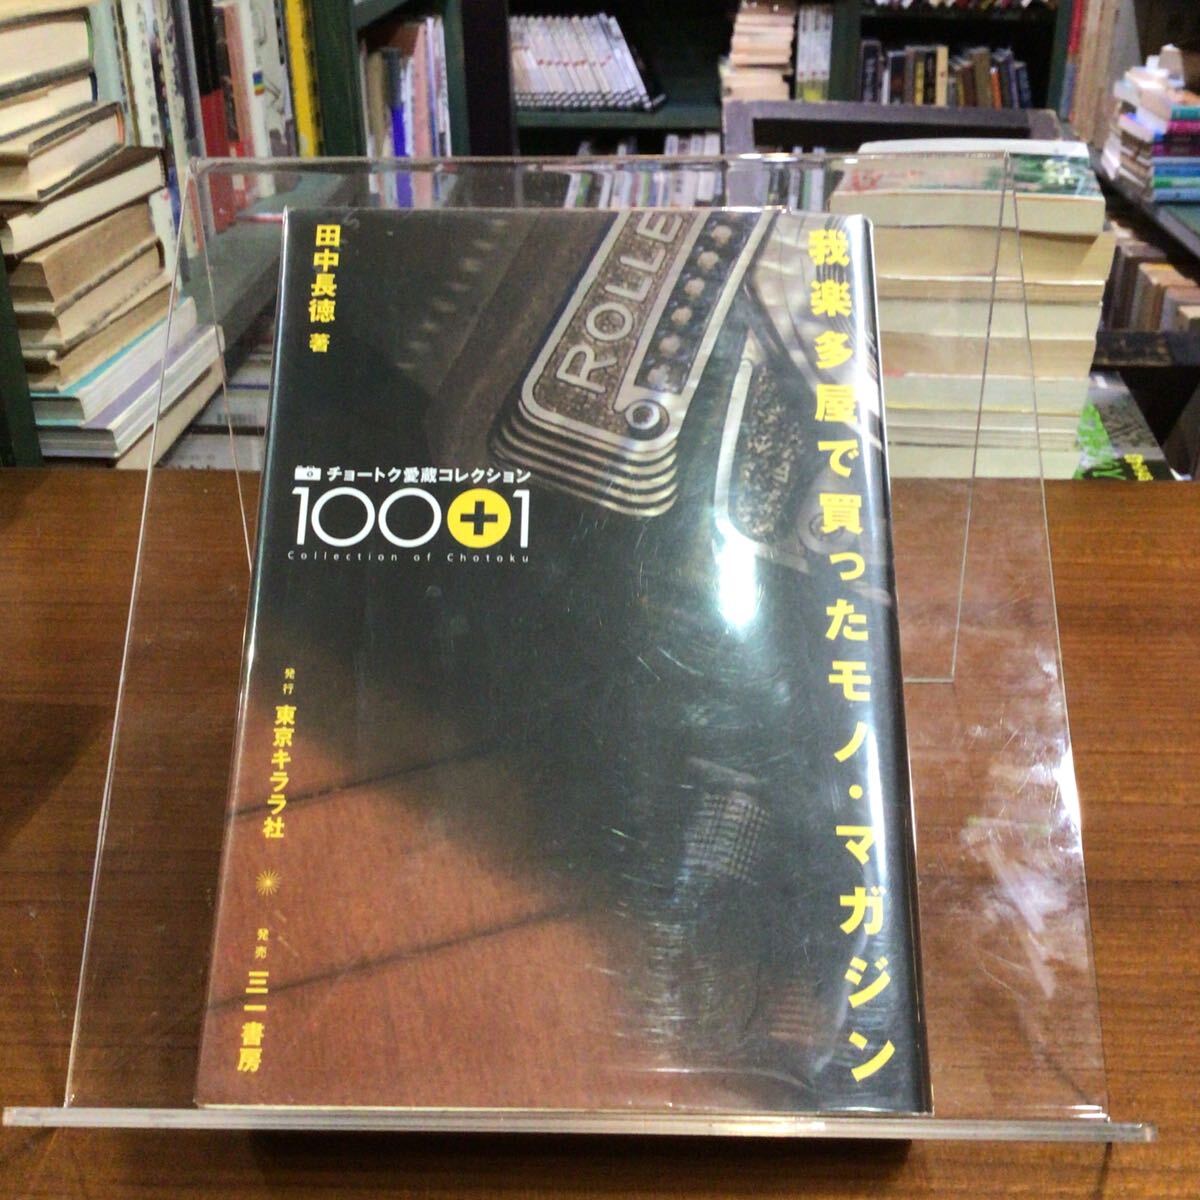 我楽多屋で買ったモノ・マガジン
田中長徳 著
チョートク愛蔵コレクション
100+1
Collection of Chotoku
ROLLE
発行 東京キララ社
発売 三一書房